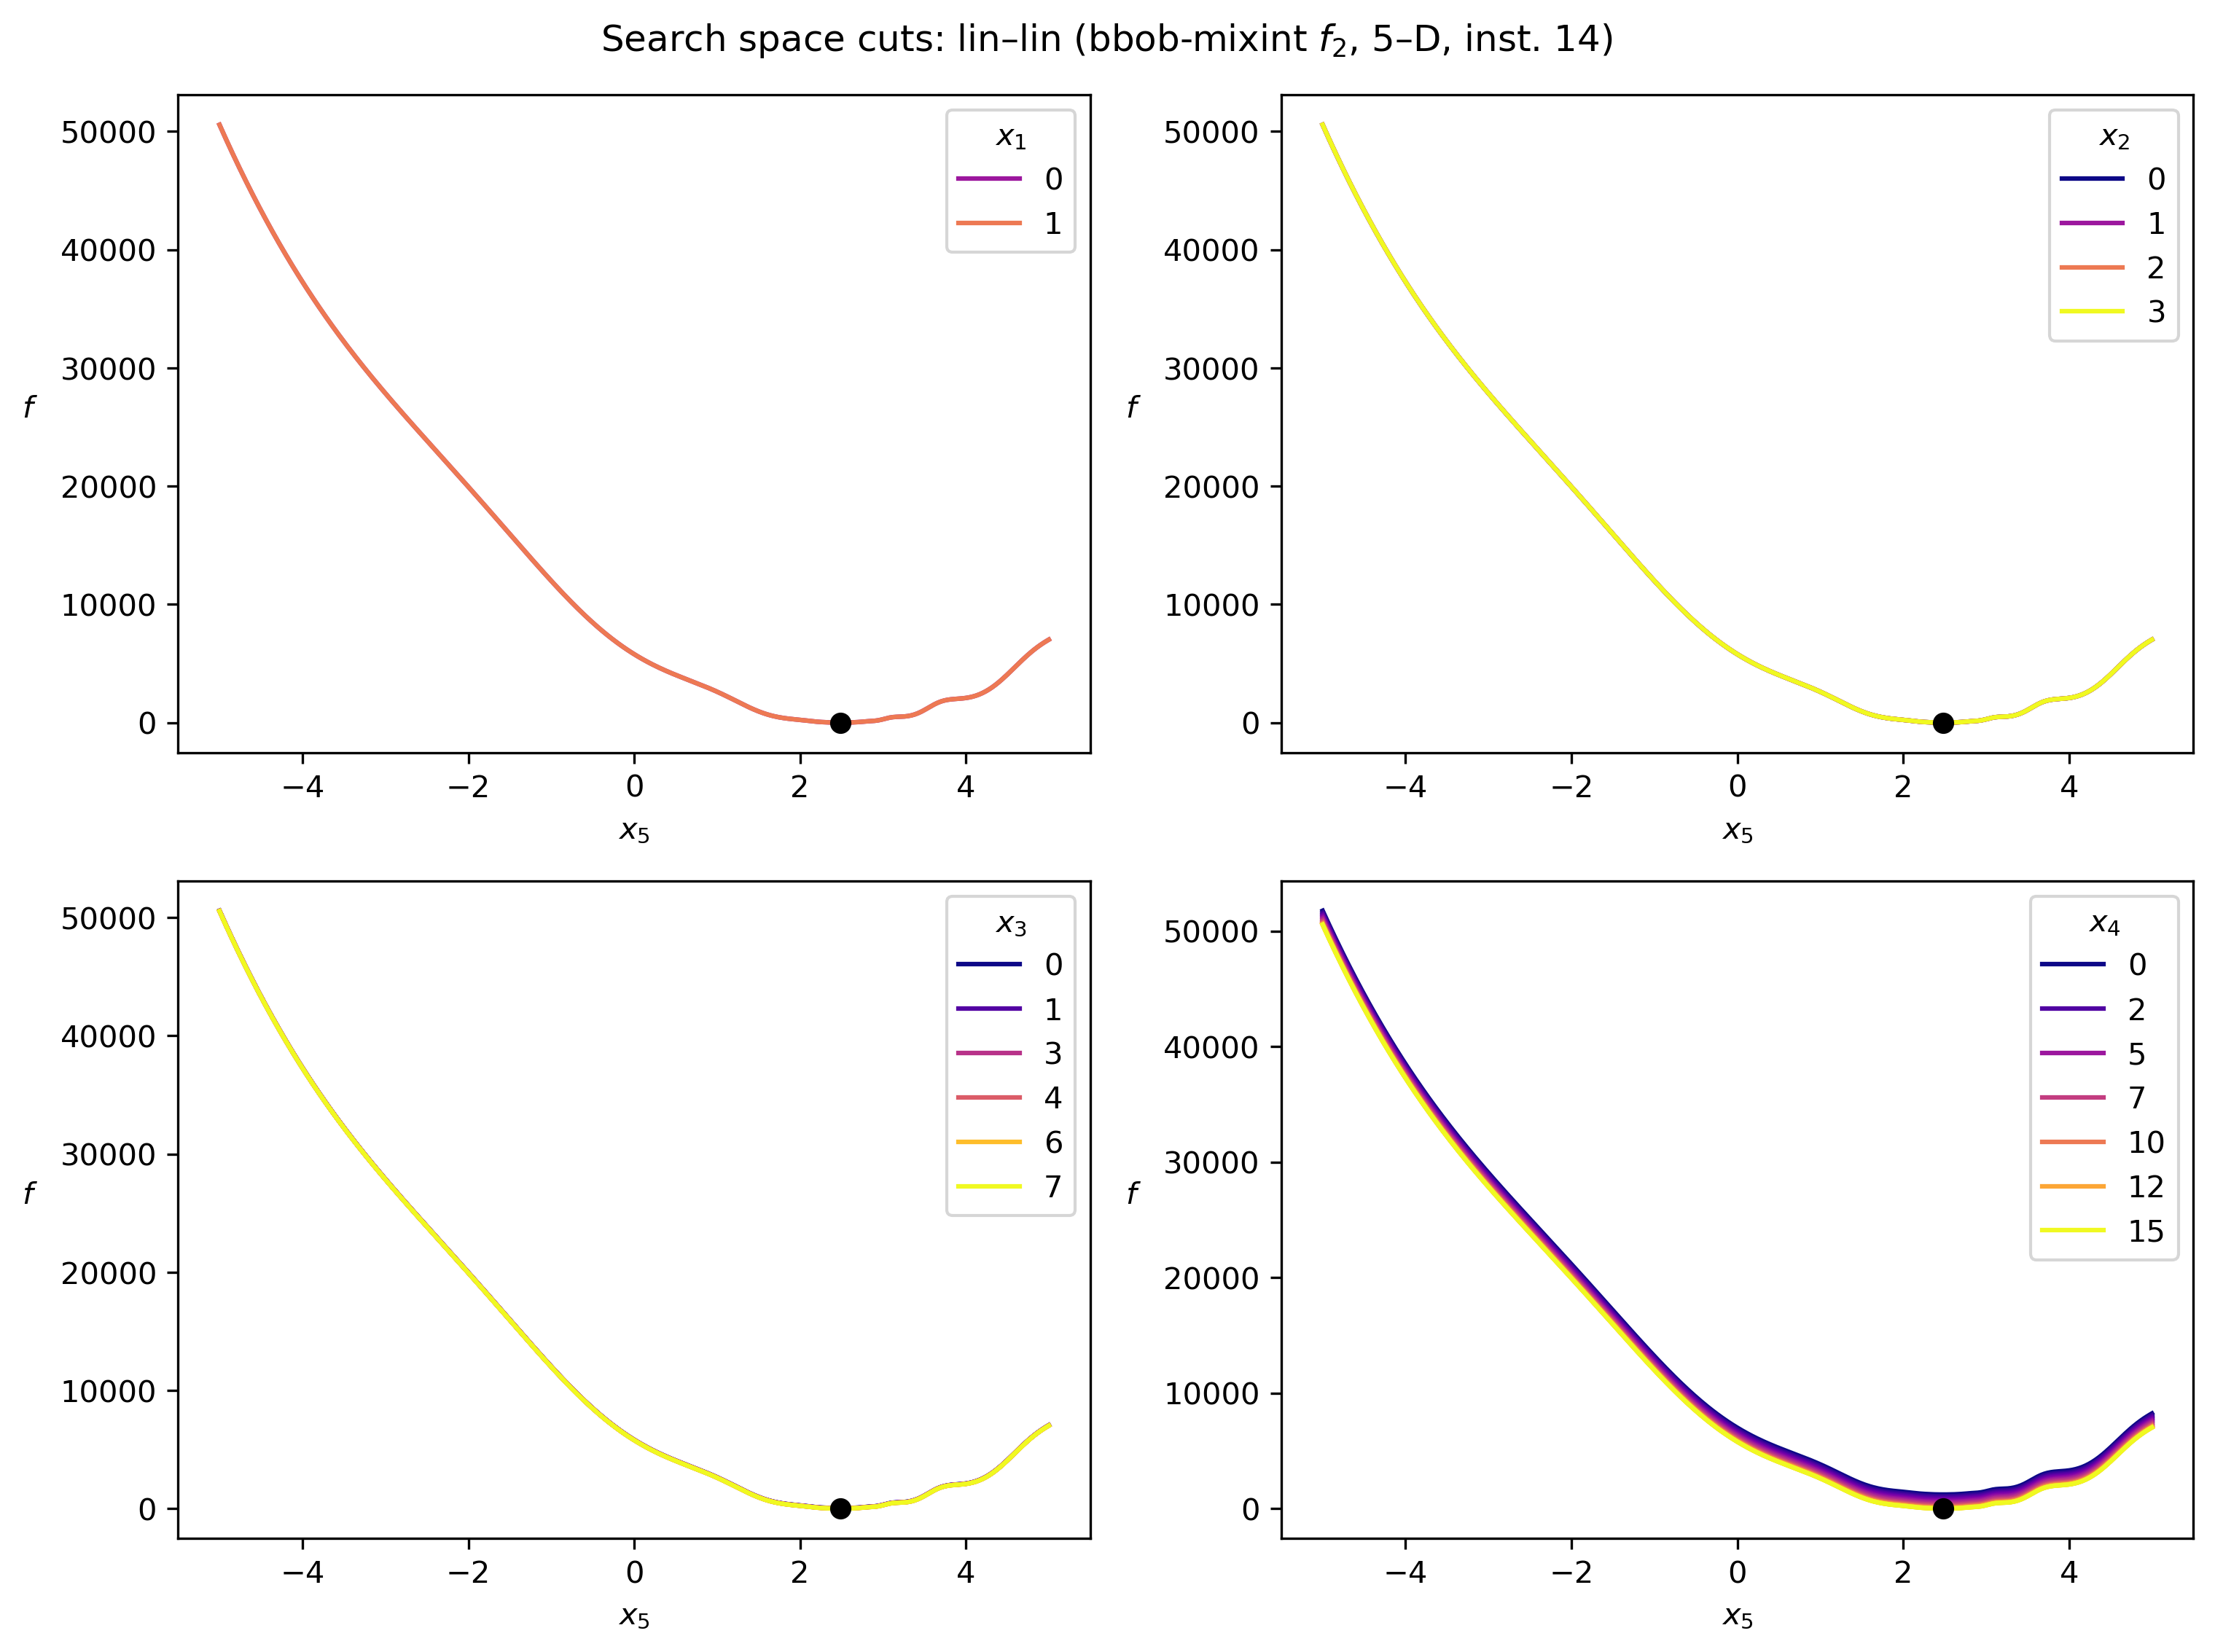 Search space cuts: lin–lin (bbob-mixint f₂, 5–D, inst. 14)
50000
40000
30000
20000
10000
0
f
−4 −2 0 2 4
x₅
x₁
0
1
50000
40000
30000
20000
10000
0
f
−4 −2 0 2 4
x₅
x₂
0
1
2
3
50000
40000
30000
20000
10000
0
f
−4 −2 0 2 4
x₅
x₃
0
1
3
4
6
7
50000
40000
30000
20000
10000
0
f
−4 −2 0 2 4
x₅
x₄
0
2
5
7
10
12
15